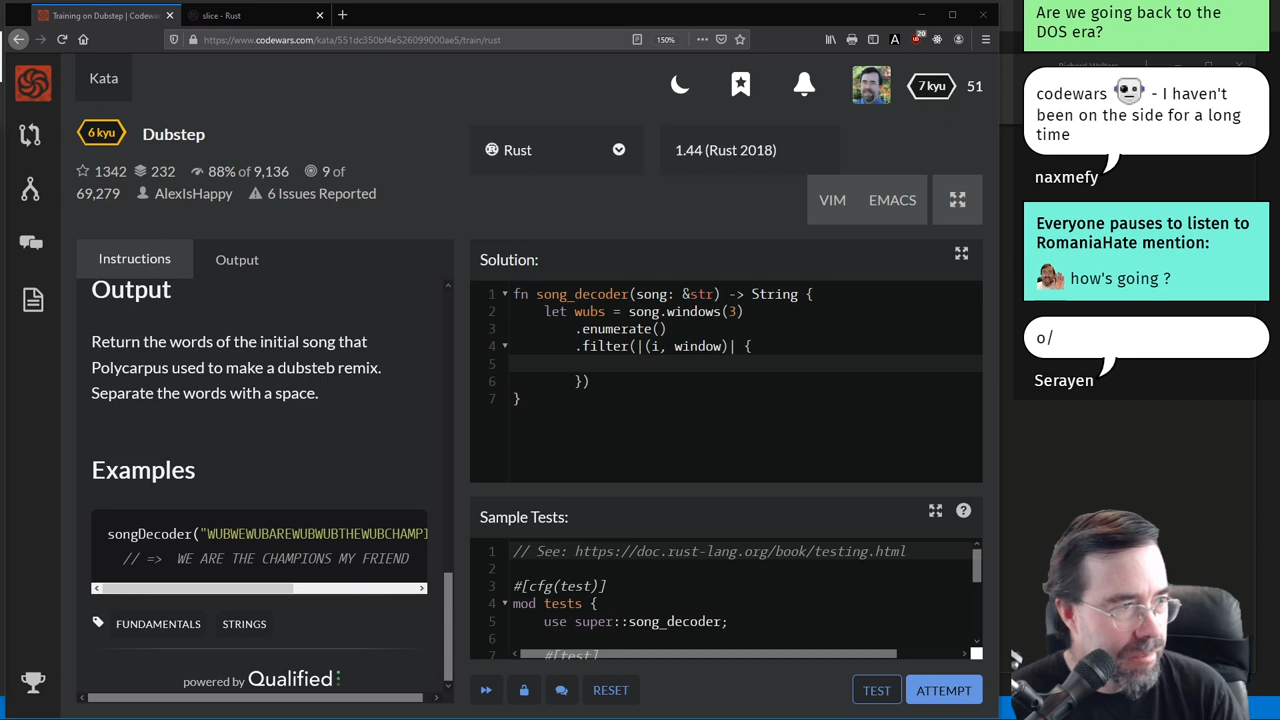 Training on Dubstep | Codewa
slice - Rust
https://www.codewars.com/kata/551dc350bf4e526099000ae5/train/rust
150%
20
Kata
7 kyu
51
6 kyu
Dubstep
1342
232
88% of 9,136
9 of
69,279
AlexIsHappy
6 Issues Reported
Rust
1.44 (Rust 2018)
VIM
EMACS
Instructions
Output
Output
Return the words of the initial song that
Polycarpus used to make a dubsteb remix.
Separate the words with a space.
Examples
songDecoder("WUBWEWUBAREWUBWUBTHEWUBCHAMPI
// => WE ARE THE CHAMPIONS MY FRIEND
FUNDAMENTALS
STRINGS
powered by Qualified
Solution:
1 fn song_decoder(song: &str) -> String {
2 let wubs = song.windows(3)
3 .enumerate()
4 .filter(|(i, window)| {
5
6 })
7 }
Sample Tests:
1 // See: https://doc.rust-lang.org/book/testing.html
2
3 #[cfg(test)]
4 mod tests {
5 use super::song_decoder;
6
7 #[test]
RESET
TEST
ATTEMPT
Are we going back to the
DOS era?
codewars - I haven't
been on the side for a long
time
naxmefy
Everyone pauses to listen to
RomaniaHate mention:
how's going ?
o/
Serayen